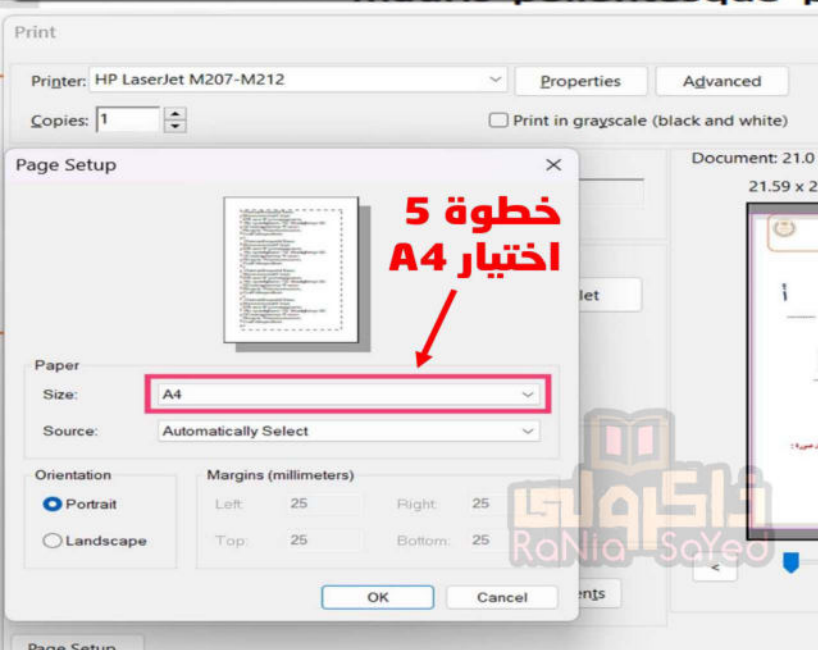 Print
Printer: HP LaserJet M207-M212
Properties
Advanced
Copies: 1
Print in grayscale (black and white)
Page Setup
Document: 21.0
21.59 x 2
خطوة 5
اختيار A4
let
أ
Paper
Size: A4
Source: Automatically Select
Orientation
Margins (millimeters)
Portrait
Left: 25
Right: 25
Landscape
Top: 25
Bottom: 25
ذاكرولي
RaNia SaYed
<
OK
Cancel
ents
Page Setup